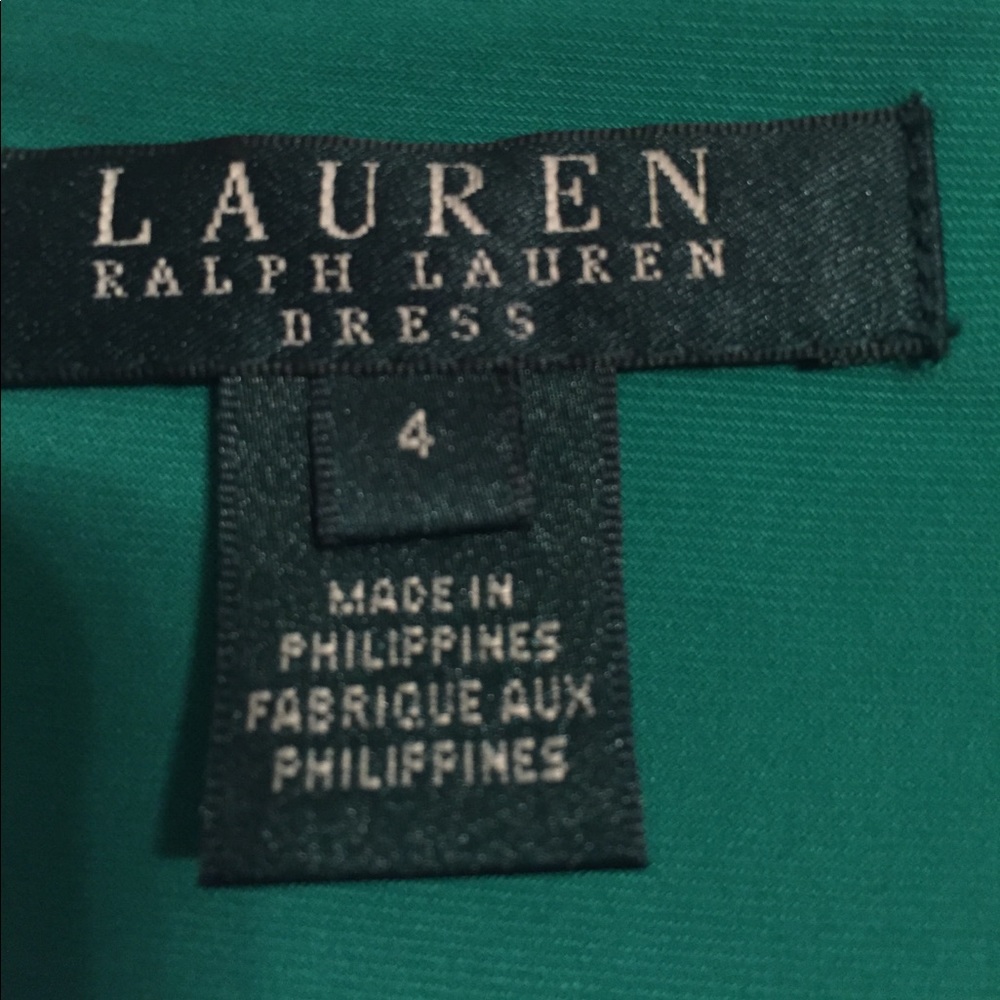 LAUREN
RALPH LAUREN
DRESS
4
MADE IN
PHILIPPINES
FABRIQUE AUX
PHILIPPINES